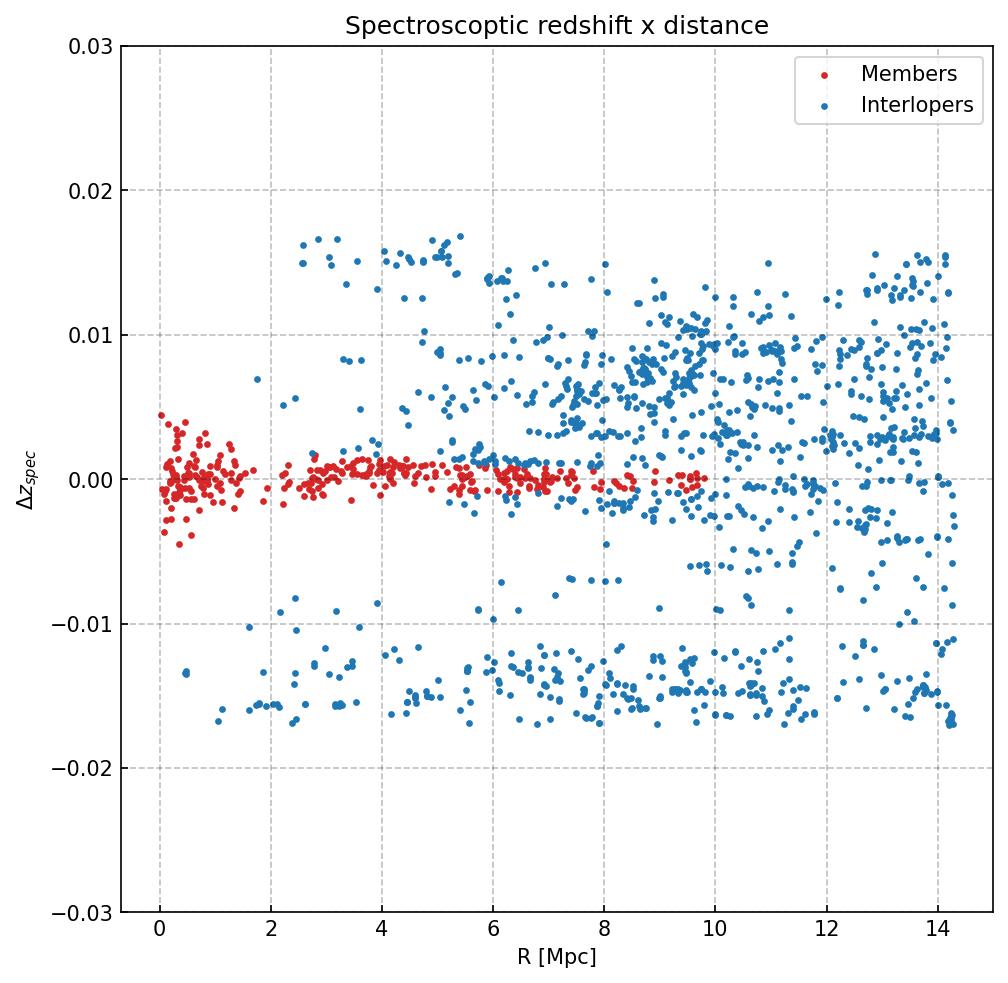 Spectroscoptic redshift x distance
Members
Interlopers
0.03
0.02
0.01
0.00
−0.01
−0.02
−0.03
Δz_spec
0 2 4 6 8 10 12 14
R [Mpc]